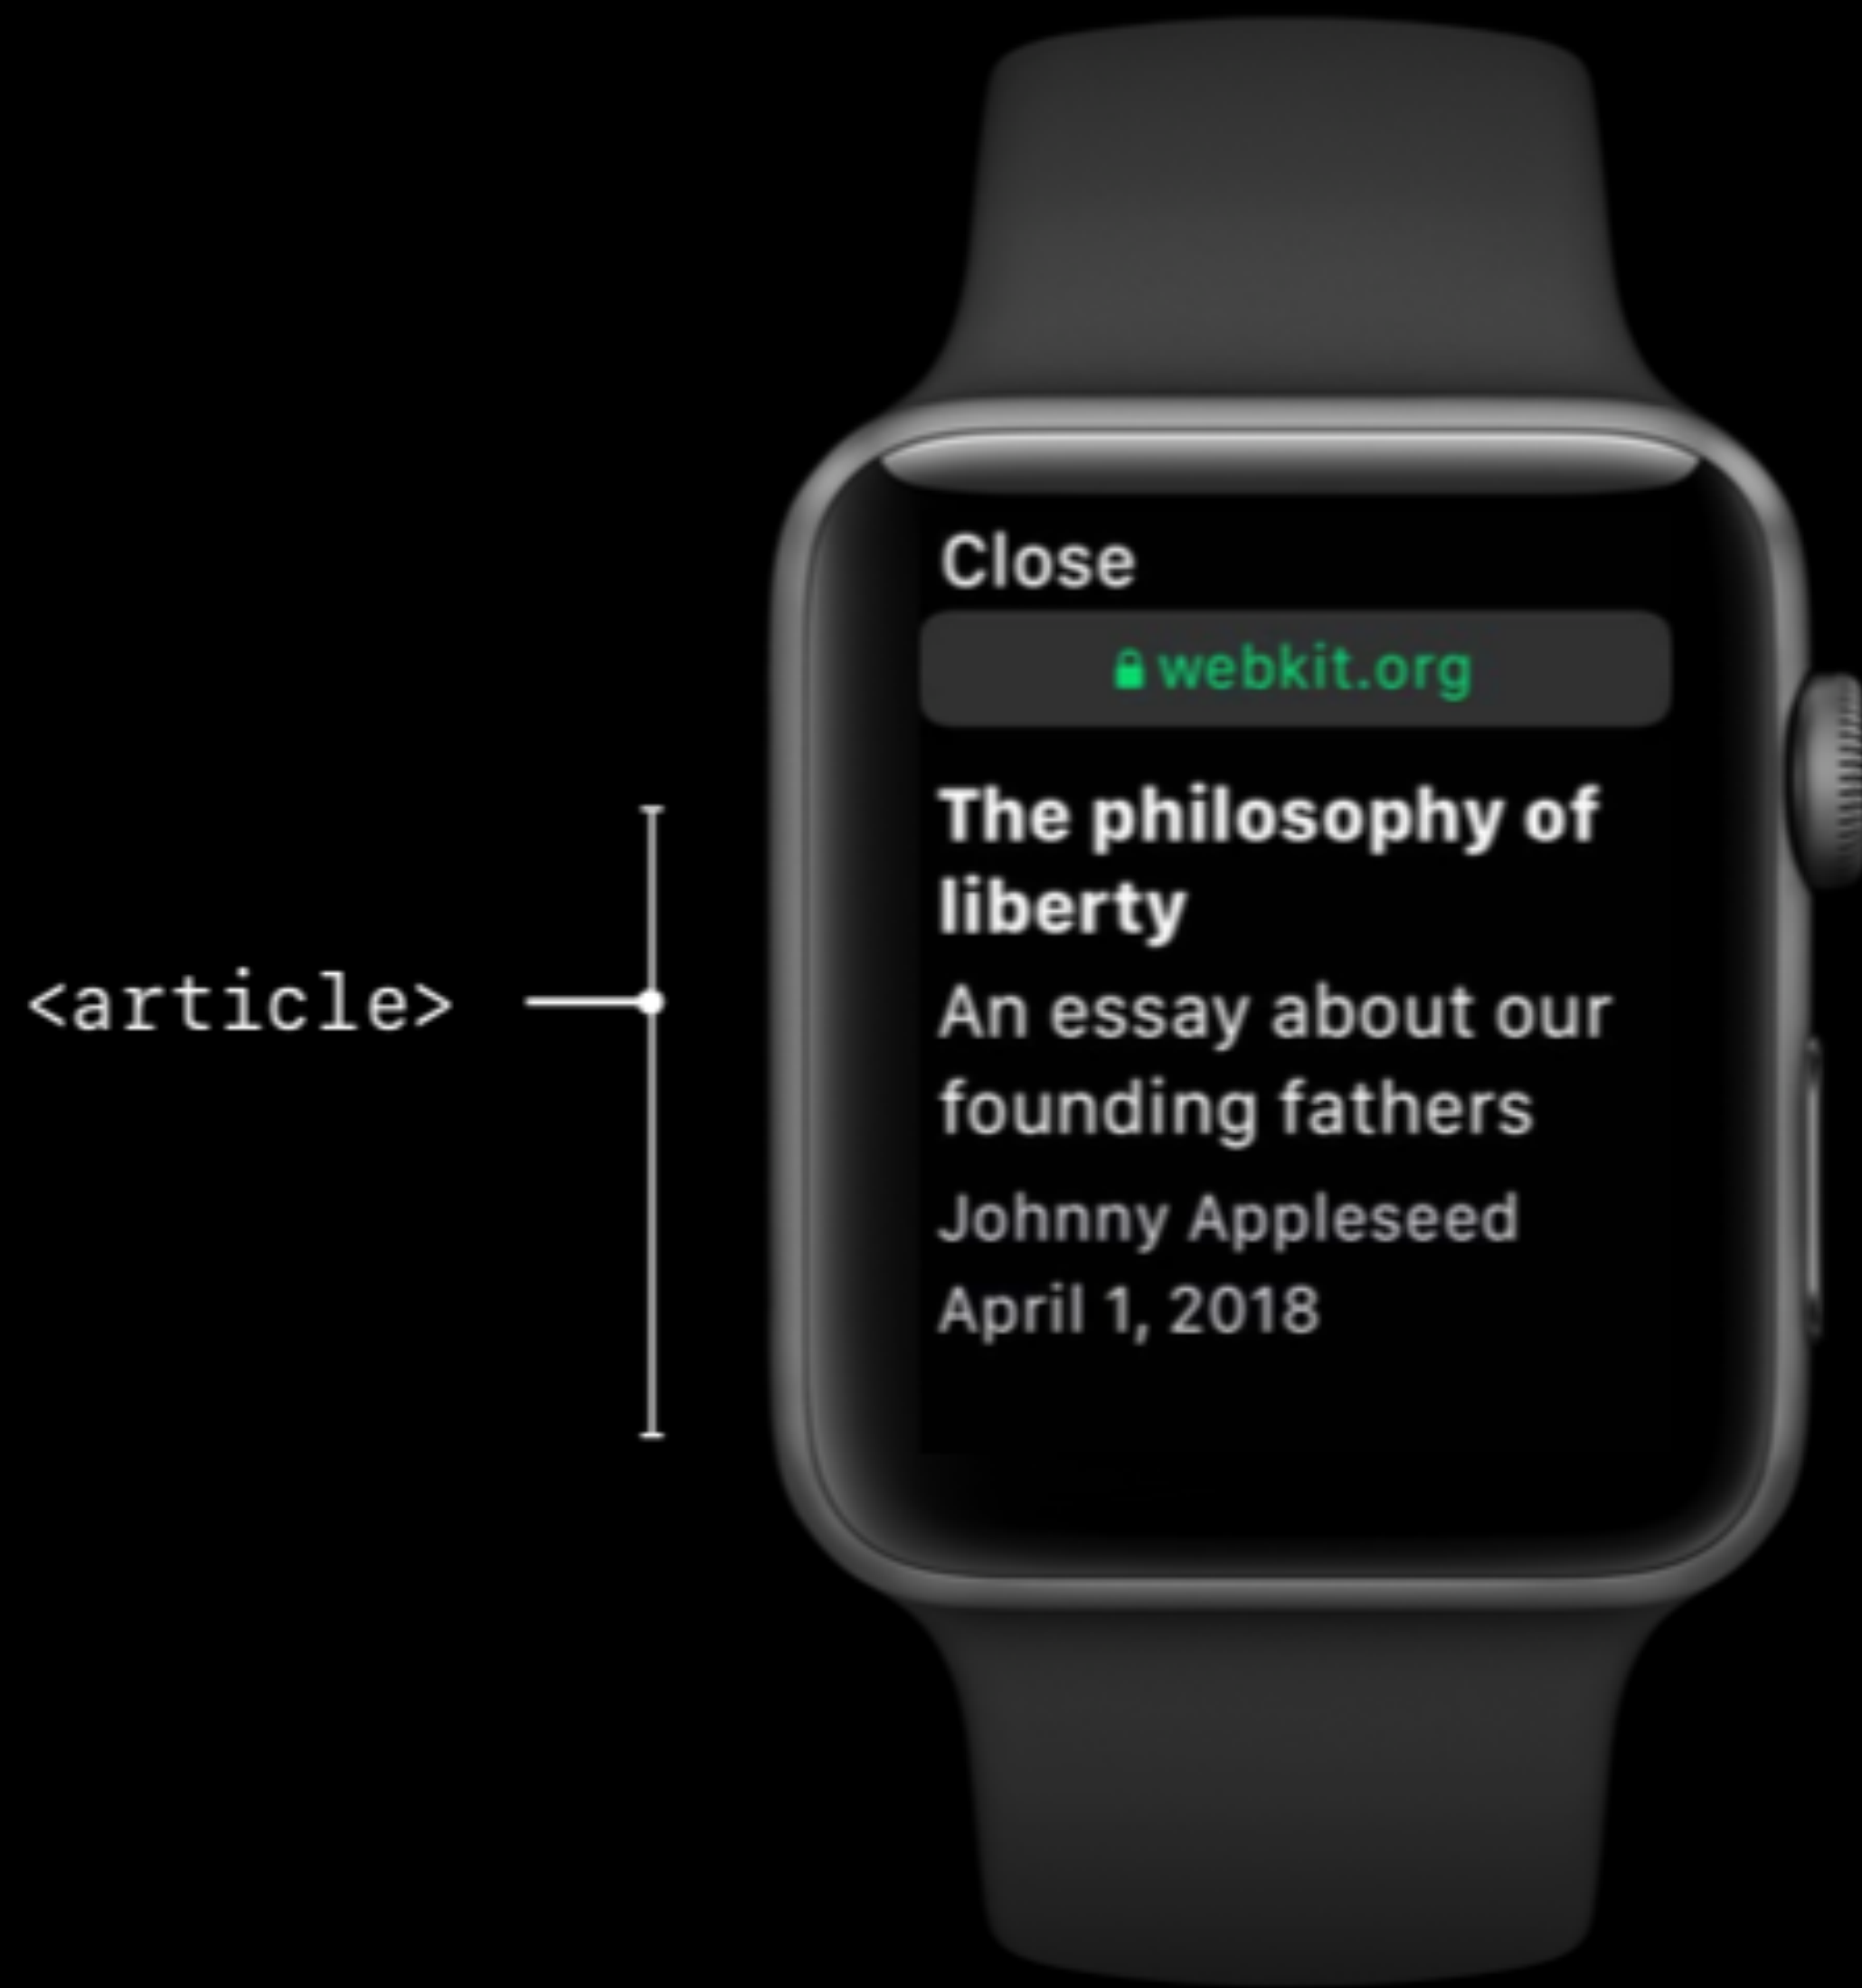 Close
webkit.org
The philosophy of
liberty
<article>
An essay about our
founding fathers
Johnny Appleseed
April 1, 2018